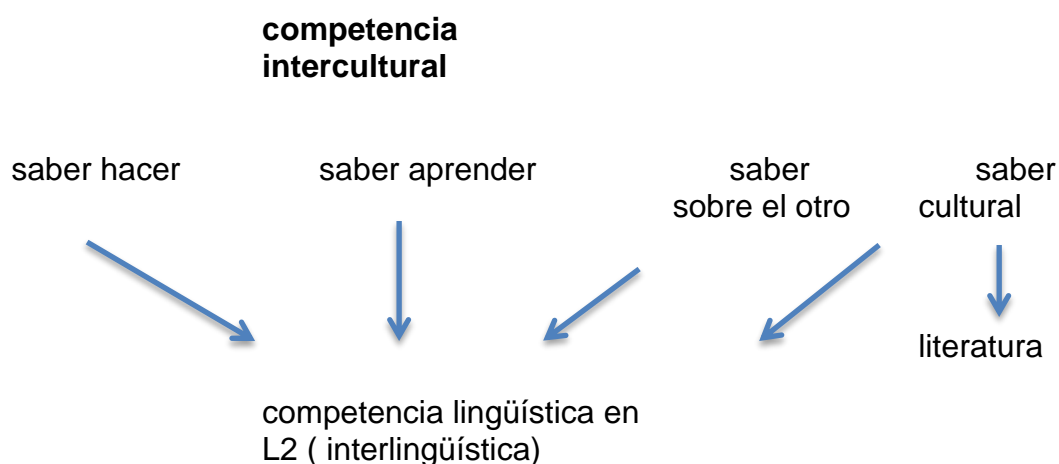 competencia
intercultural
saber hacer saber aprender saber saber
sobre el otro cultural
literatura
competencia lingüística en
L2 ( interlingüística)